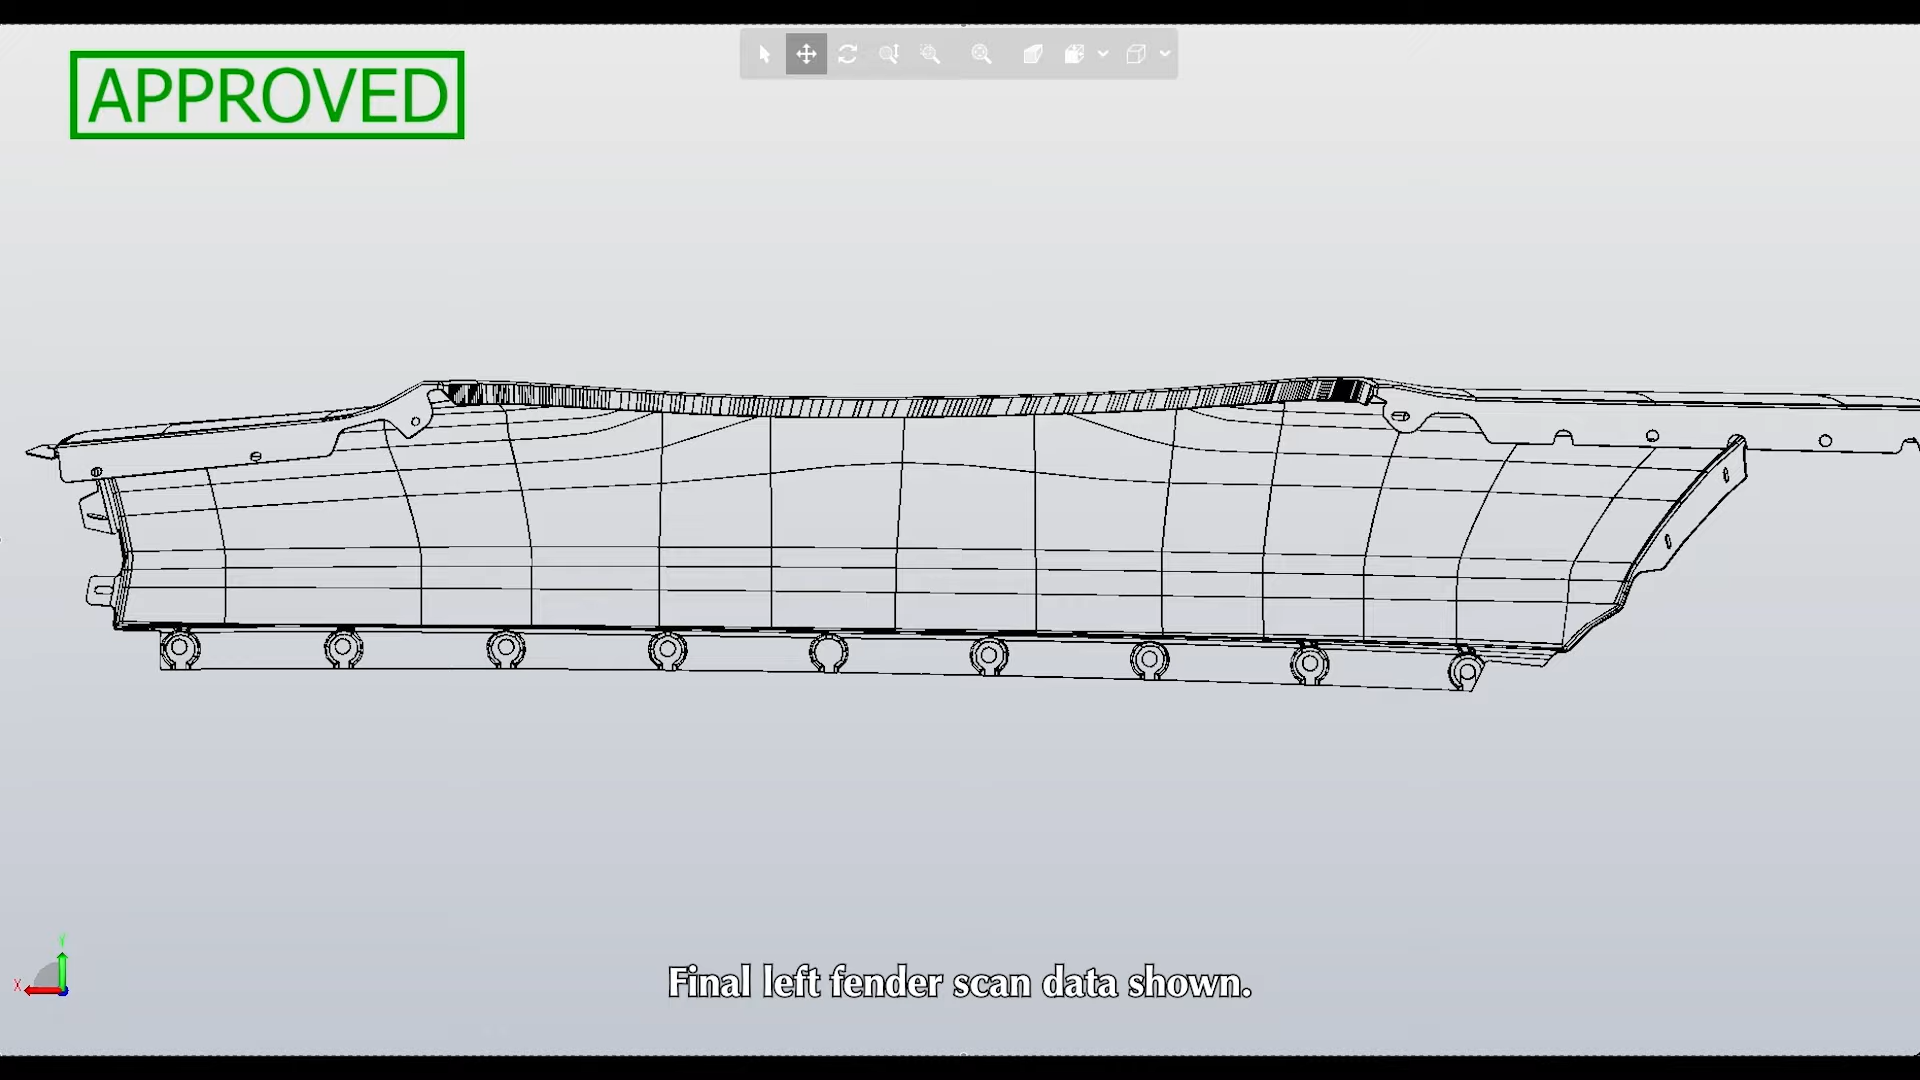 APPROVED
Y
X
Final left fender scan data shown.